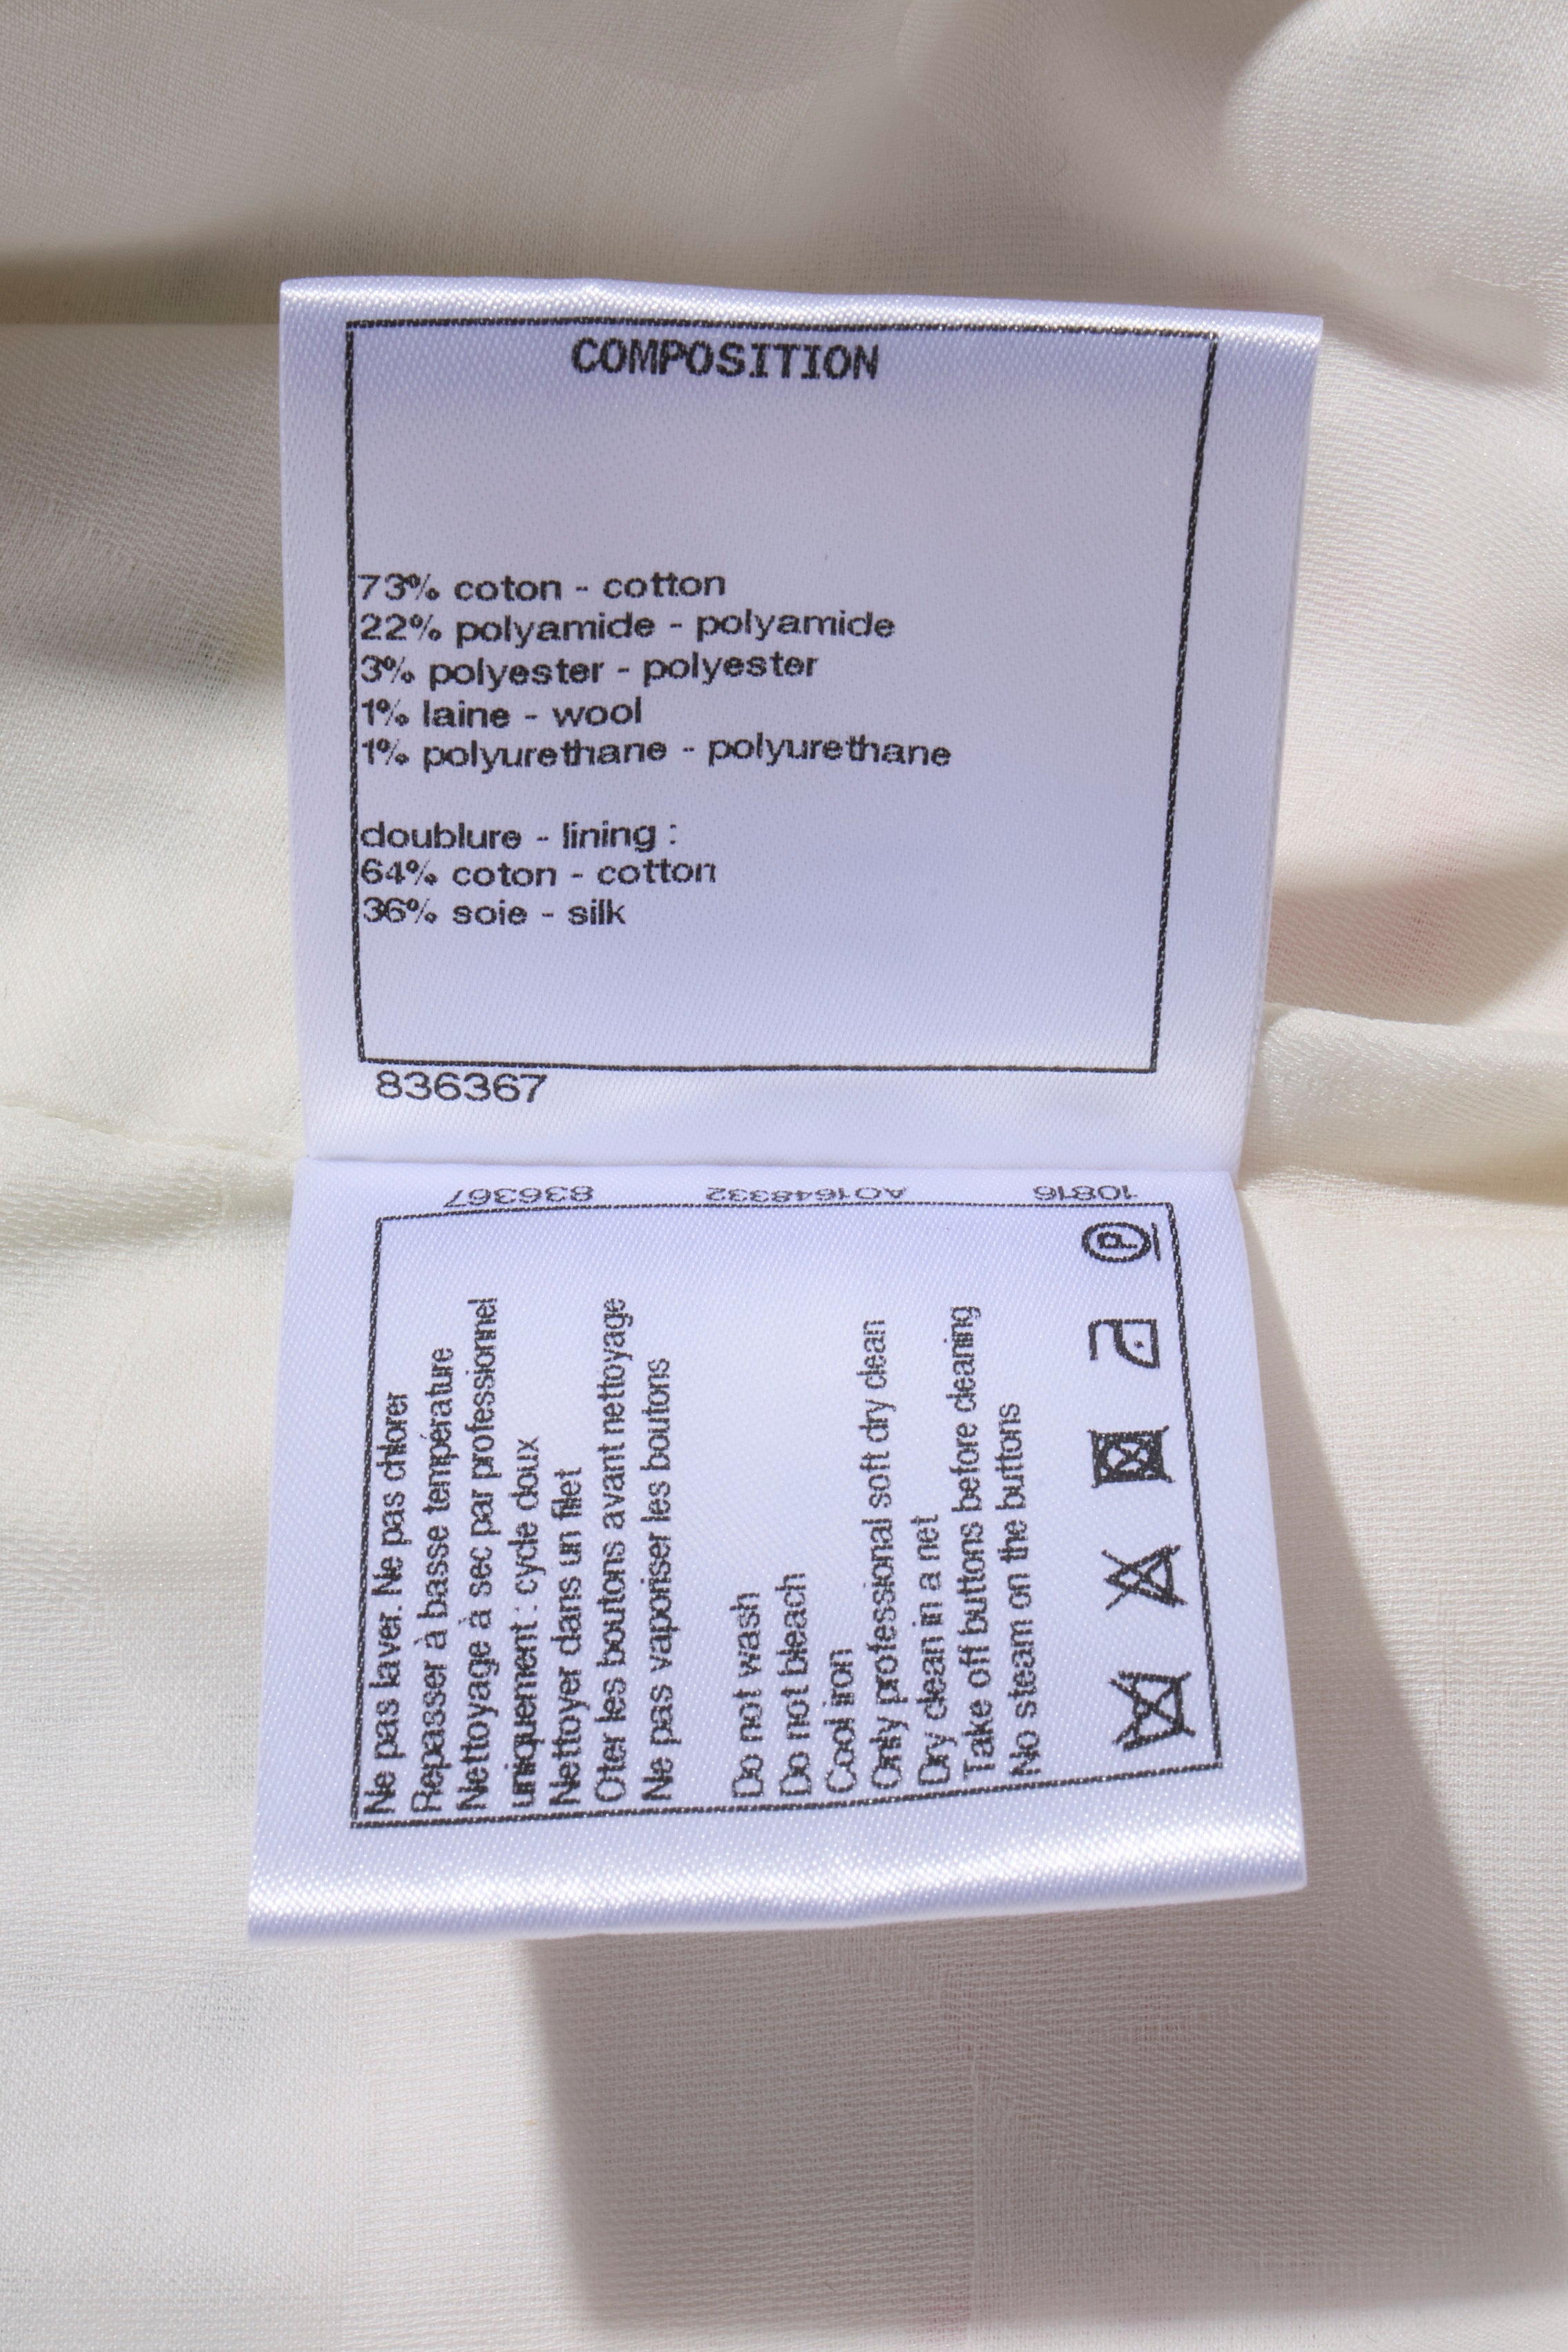 COMPOSITION
73% coton - cotton
22% polyamide - polyamide
3% polyester - polyester
1% laine - wool
1% polyurethane - polyurethane
doublure - lining :
64% coton - cotton
36% soie - silk
836367
10816 A01648332 836367
Ne pas laver. Ne pas chlorer
Repasser à basse température
Nettoyage à sec par professionnel
uniquement : cycle doux
Nettoyer dans un filet
Oter les boutons avant nettoyage
Ne pas vaporiser les boutons
Do not wash
Do not bleach
Cool iron
Only professional soft dry clean
Dry clean in a net
Take off buttons before cleaning
No steam on the buttons
P